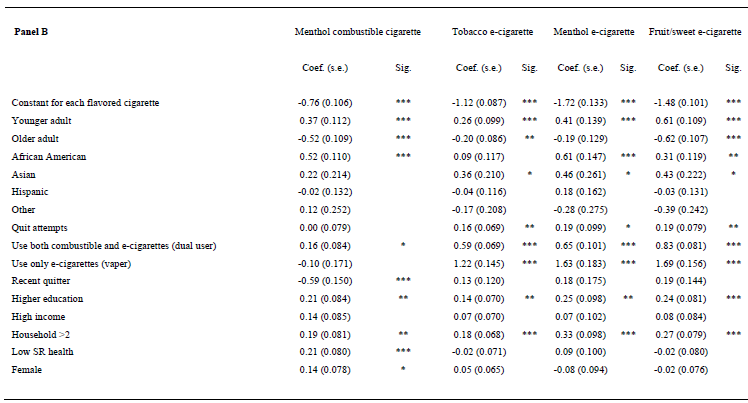 Panel B Menthol combustible cigarette Tobacco e-cigarette Menthol e-cigarette Fruit/sweet e-cigarette
Coef. (s.e.) Sig. Coef. (s.e.) Sig. Coef. (s.e.) Sig. Coef. (s.e.) Sig.
Constant for each flavored cigarette -0.76 (0.106) *** -1.12 (0.087) *** -1.72 (0.133) *** -1.48 (0.101) ***
Younger adult 0.37 (0.112) *** 0.26 (0.099) *** 0.41 (0.139) *** 0.61 (0.109) ***
Older adult -0.52 (0.109) *** -0.20 (0.086) ** -0.19 (0.129) -0.62 (0.107) ***
African American 0.52 (0.110) *** 0.09 (0.117) 0.61 (0.147) *** 0.31 (0.119) **
Asian 0.22 (0.214) 0.36 (0.210) * 0.46 (0.261) * 0.43 (0.222) *
Hispanic -0.02 (0.132) -0.04 (0.116) 0.18 (0.162) -0.03 (0.131)
Other 0.12 (0.252) -0.17 (0.208) -0.28 (0.275) -0.39 (0.242)
Quit attempts 0.00 (0.079) 0.16 (0.069) ** 0.19 (0.099) * 0.19 (0.079) **
Use both combustible and e-cigarettes (dual user) 0.16 (0.084) * 0.59 (0.069) *** 0.65 (0.101) *** 0.83 (0.081) ***
Use only e-cigarettes (vaper) -0.10 (0.171) 1.22 (0.145) *** 1.63 (0.183) *** 1.69 (0.156) ***
Recent quitter -0.59 (0.150) *** 0.13 (0.120) 0.18 (0.175) 0.19 (0.144)
Higher education 0.21 (0.084) ** 0.14 (0.070) ** 0.25 (0.098) ** 0.24 (0.081) ***
High income 0.14 (0.085) 0.07 (0.070) 0.07 (0.102) 0.08 (0.084)
Household >2 0.19 (0.081) ** 0.18 (0.068) *** 0.33 (0.098) *** 0.27 (0.079) ***
Low SR health 0.21 (0.080) *** -0.02 (0.071) 0.09 (0.100) -0.02 (0.080)
Female 0.14 (0.078) * 0.05 (0.065) -0.08 (0.094) -0.02 (0.076)